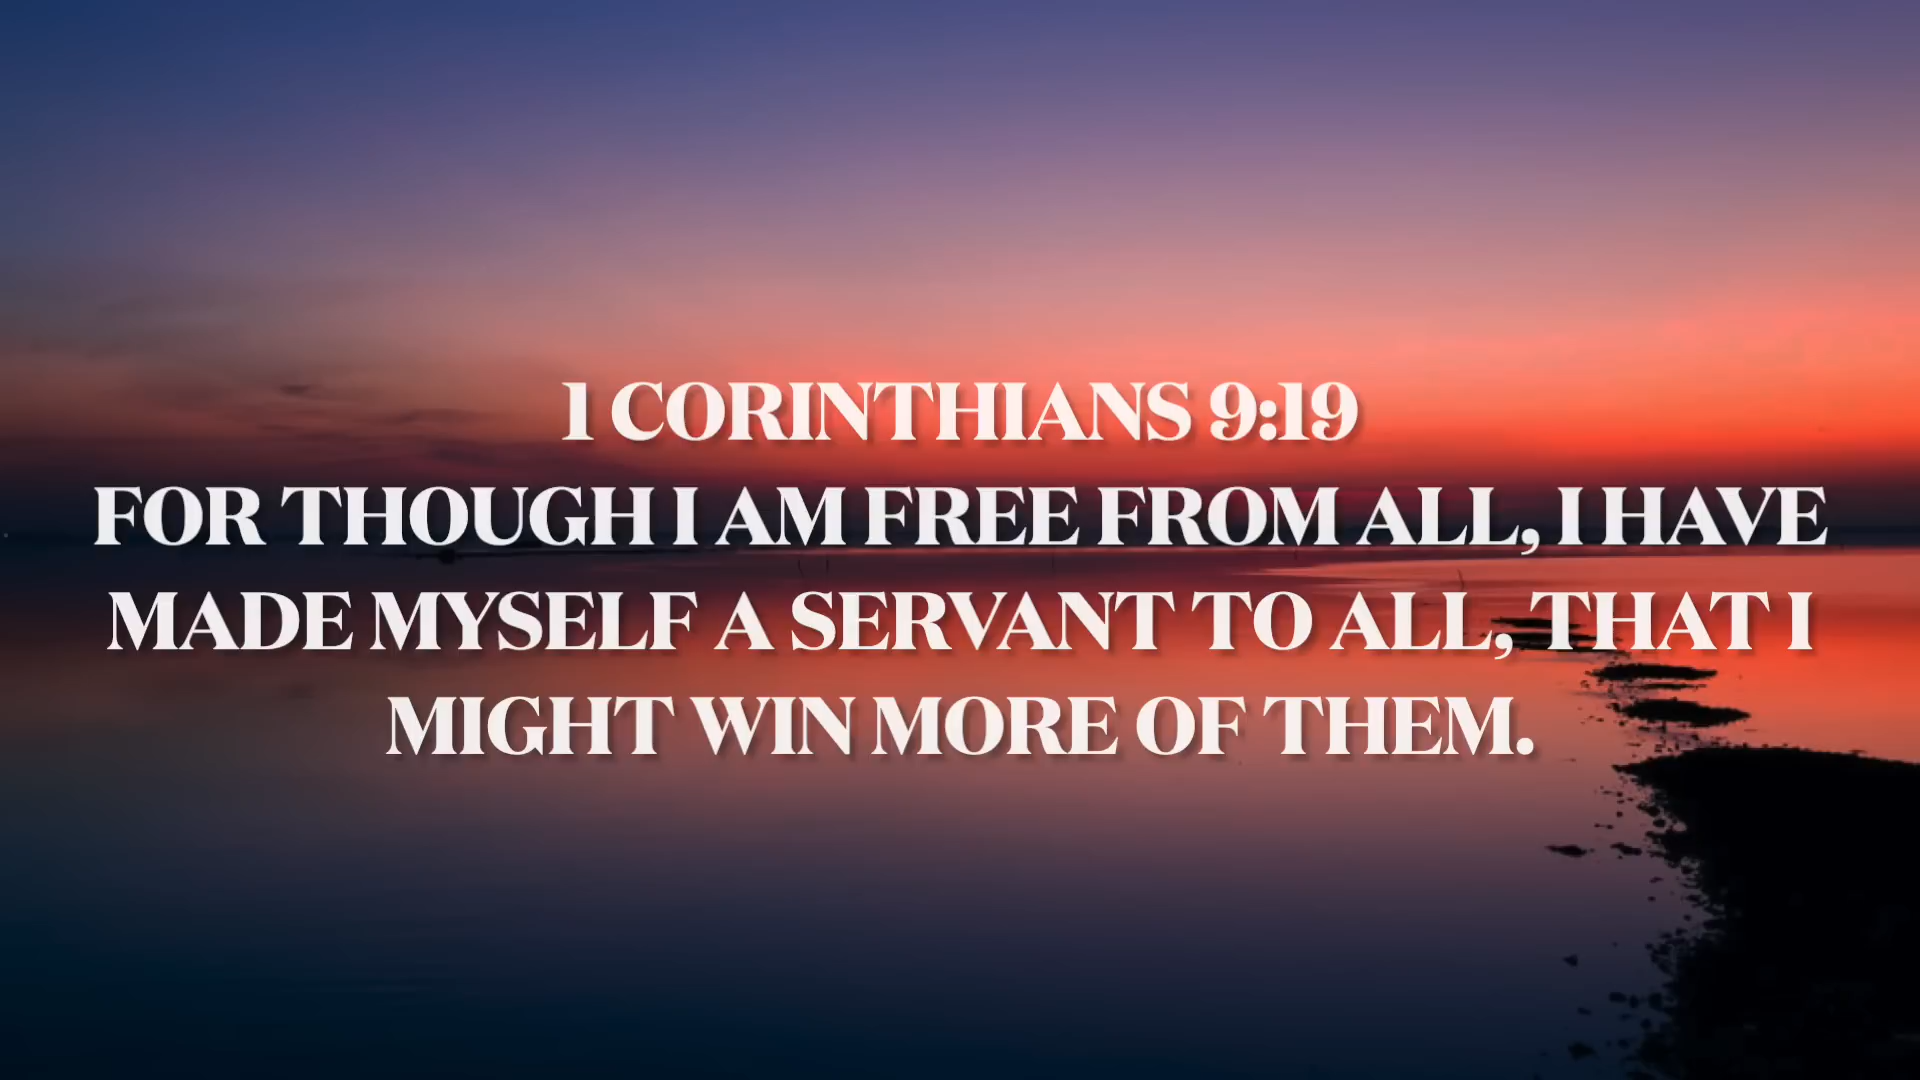 1 CORINTHIANS 9:19
FOR THOUGH I AM FREE FROM ALL, I HAVE
MADE MYSELF A SERVANT TO ALL, THAT I
MIGHT WIN MORE OF THEM.